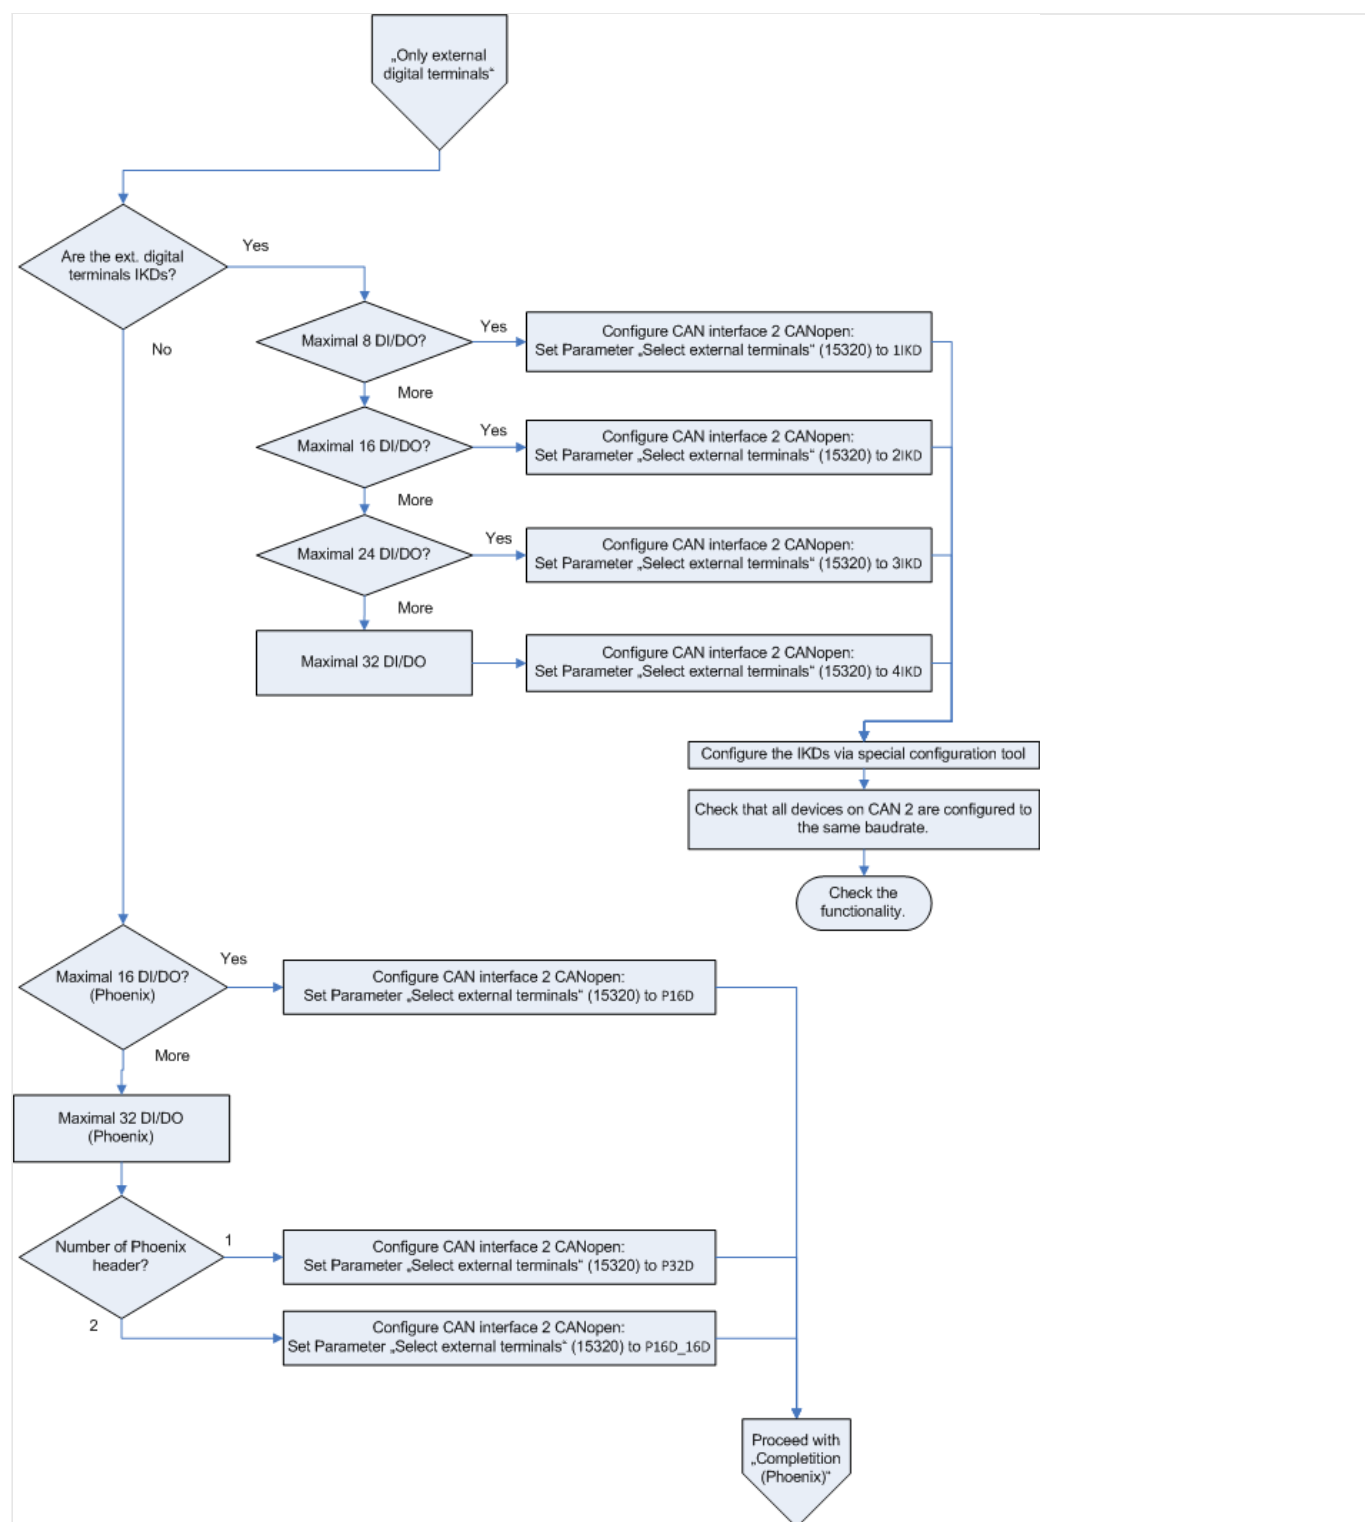 „Only external
digital terminals“
Are the ext. digital
terminals IKDs?
Yes
No
Maximal 8 DI/DO?
Yes
Configure CAN interface 2 CANopen:
Set Parameter „Select external terminals“ (15320) to 1IKD
More
Maximal 16 DI/DO?
Yes
Configure CAN interface 2 CANopen:
Set Parameter „Select external terminals“ (15320) to 2IKD
More
Maximal 24 DI/DO?
Yes
Configure CAN interface 2 CANopen:
Set Parameter „Select external terminals“ (15320) to 3IKD
More
Maximal 32 DI/DO
Configure CAN interface 2 CANopen:
Set Parameter „Select external terminals“ (15320) to 4IKD
Configure the IKDs via special configuration tool
Check that all devices on CAN 2 are configured to
the same baudrate.
Check the
functionality.
Maximal 16 DI/DO?
(Phoenix)
Yes
Configure CAN interface 2 CANopen:
Set Parameter „Select external terminals“ (15320) to P16D
More
Maximal 32 DI/DO
(Phoenix)
Number of Phoenix
header?
1
Configure CAN interface 2 CANopen:
Set Parameter „Select external terminals“ (15320) to P32D
2
Configure CAN interface 2 CANopen:
Set Parameter „Select external terminals“ (15320) to P16D_16D
Proceed with
„Completition
(Phoenix)“